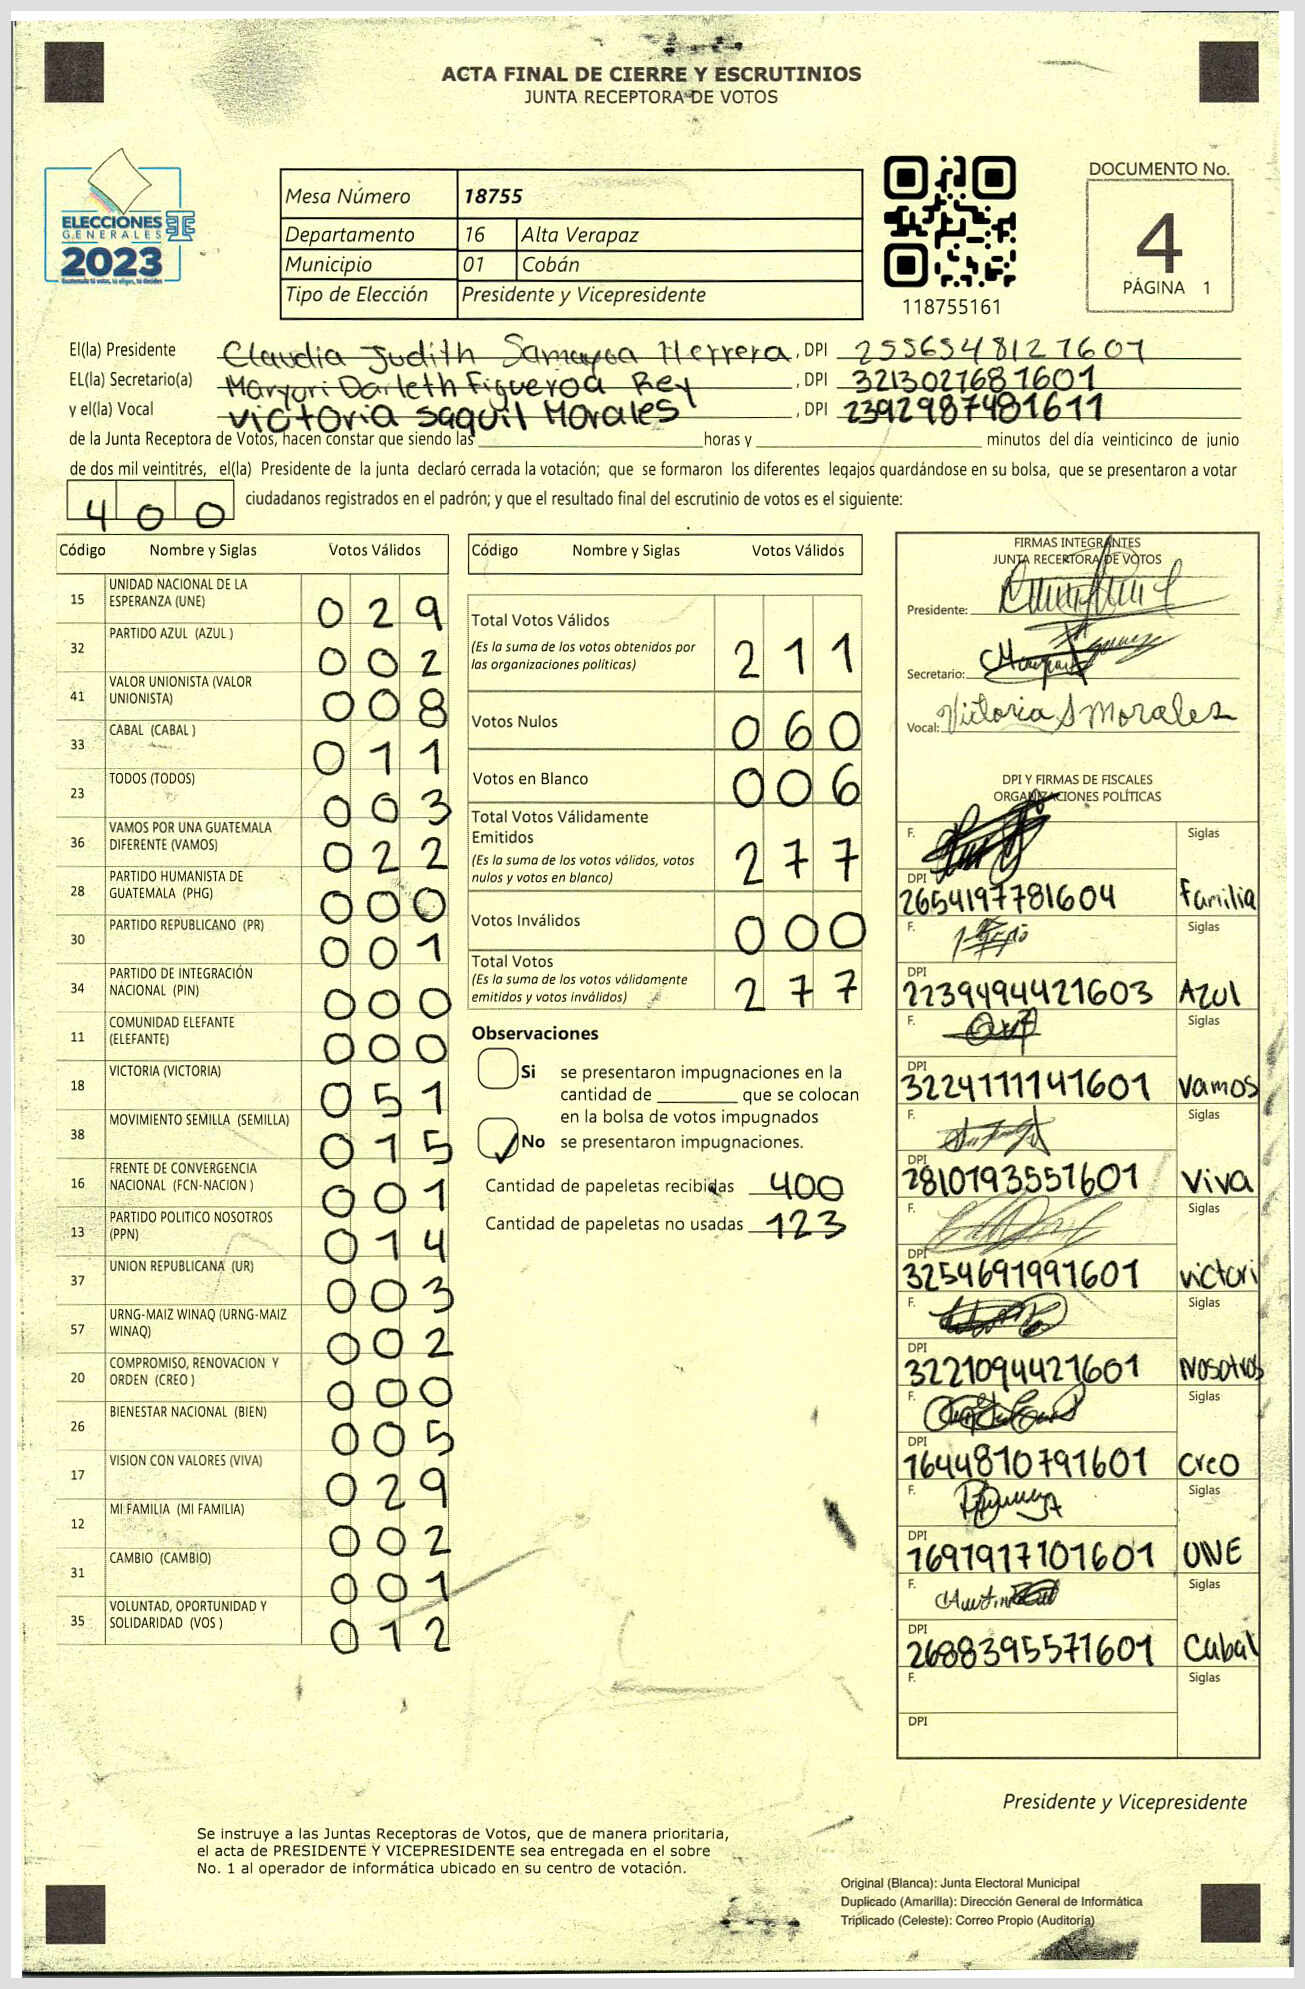 ACTA FINAL DE CIERRE Y ESCRUTINIOS
JUNTA RECEPTORA DE VOTOS
ELECCIONES
GENERALES
2023
Mesa Número 18755
Departamento 16 Alta Verapaz
Municipio 01 Cobán
Tipo de Elección Presidente y Vicepresidente
118755161
DOCUMENTO No.
4
PÁGINA 1
El(la) Presidente Claudia Judith Samayoa Herrera, DPI 2556548127601
EL(la) Secretario(a) Maryori Darleth Figueroa Rey, DPI 3213027687601
y el(la) Vocal Victoria Saquil Morales, DPI 2392987481611
de la Junta Receptora de Votos, hacen constar que siendo las horas y minutos del día veinticinco de junio
de dos mil veintitrés, el(la) Presidente de la junta declaró cerrada la votación; que se formaron los diferentes legajos quardándose en su bolsa, que se presentaron a votar
400 ciudadanos registrados en el padrón; y que el resultado final del escrutinio de votos es el siguiente:
Código Nombre y Siglas Votos Válidos
15 UNIDAD NACIONAL DE LA ESPERANZA (UNE) 029
32 PARTIDO AZUL (AZUL ) 002
41 VALOR UNIONISTA (VALOR UNIONISTA) 008
33 CABAL (CABAL ) 011
23 TODOS (TODOS) 003
36 VAMOS POR UNA GUATEMALA DIFERENTE (VAMOS) 022
28 PARTIDO HUMANISTA DE GUATEMALA (PHG) 000
30 PARTIDO REPUBLICANO (PR) 001
34 PARTIDO DE INTEGRACIÓN NACIONAL (PIN) 000
11 COMUNIDAD ELEFANTE (ELEFANTE) 000
18 VICTORIA (VICTORIA) 051
38 MOVIMIENTO SEMILLA (SEMILLA) 015
16 FRENTE DE CONVERGENCIA NACIONAL (FCN-NACION ) 001
13 PARTIDO POLITICO NOSOTROS (PPN) 014
37 UNION REPUBLICANA (UR) 003
57 URNG-MAIZ WINAQ (URNG-MAIZ WINAQ) 002
20 COMPROMISO, RENOVACION Y ORDEN (CREO ) 000
26 BIENESTAR NACIONAL (BIEN) 005
17 VISION CON VALORES (VIVA) 029
12 MI FAMILIA (MI FAMILIA) 002
31 CAMBIO (CAMBIO) 001
35 VOLUNTAD, OPORTUNIDAD Y SOLIDARIDAD (VOS ) 012
Código Nombre y Siglas Votos Válidos
Total Votos Válidos 211
(Es la suma de los votos obtenidos por
las organizaciones políticas)
Votos Nulos 060
Votos en Blanco 006
Total Votos Válidamente
Emitidos 277
(Es la suma de los votos válidos, votos
nulos y votos en blanco)
Votos Inválidos 000
Total Votos 277
(Es la suma de los votos válidamente
emitidos y votos inválidos)
Observaciones
Si se presentaron impugnaciones en la
cantidad de que se colocan
en la bolsa de votos impugnados
No se presentaron impugnaciones.
Cantidad de papeletas recibidas 400
Cantidad de papeletas no usadas 123
FIRMAS INTEGRANTES
JUNTA RECEPTORA DE VOTOS
Presidente:
Secretario:
Vocal: Victoria S Morales
DPI Y FIRMAS DE FISCALES
ORGANIZACIONES POLÍTICAS
F. Siglas
DPI
2654197781604 Familia
F. Siglas
DPI
2239494421603 Azul
F. Siglas
DPI
3224111141601 Vamos
F. Siglas
DPI
2810793551601 Viva
F. Siglas
DPI
3254691991601 victori
F. Siglas
DPI
3221094421601 Nosotros
F. Siglas
DPI
1644810791601 Creo
F. Siglas
DPI
1691917101601 UNE
F. Siglas
DPI
2688395571601 Cabal
F. Siglas
DPI
Presidente y Vicepresidente
Se instruye a las Juntas Receptoras de Votos, que de manera prioritaria,
el acta de PRESIDENTE Y VICEPRESIDENTE sea entregada en el sobre
No. 1 al operador de informática ubicado en su centro de votación.
Original (Blanca): Junta Electoral Municipal
Duplicado (Amarilla): Dirección General de Informática
Triplicado (Celeste): Correo Propio (Auditoría)